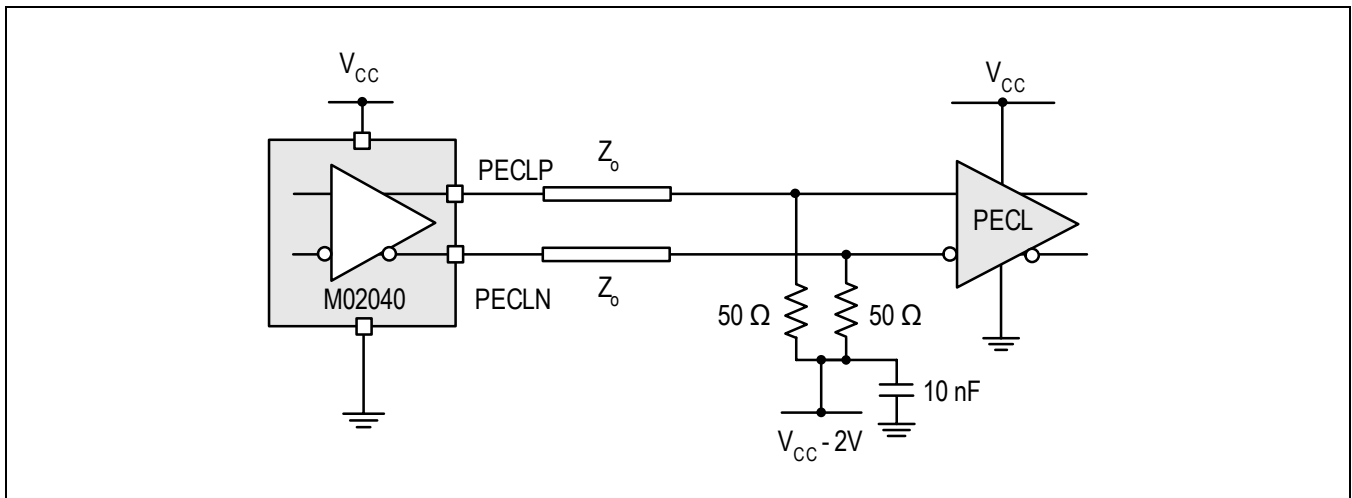 V_CC
V_CC
PECLP
Z_o
PECL
M02040
PECLN
Z_o
50 Ω
50 Ω
10 nF
V_CC - 2V